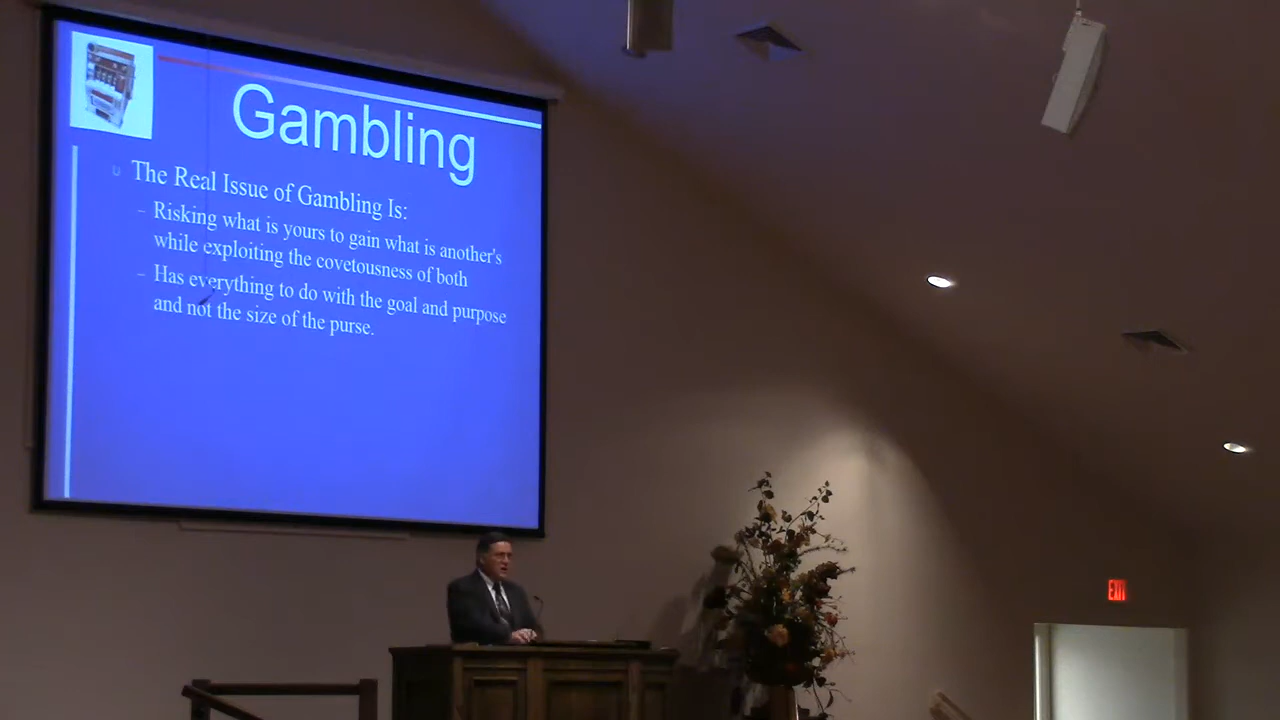 Gambling
The Real Issue of Gambling Is:
– Risking what is yours to gain what is another's
while exploiting the covetousness of both
– Has everything to do with the goal and purpose
and not the size of the purse.
EXIT